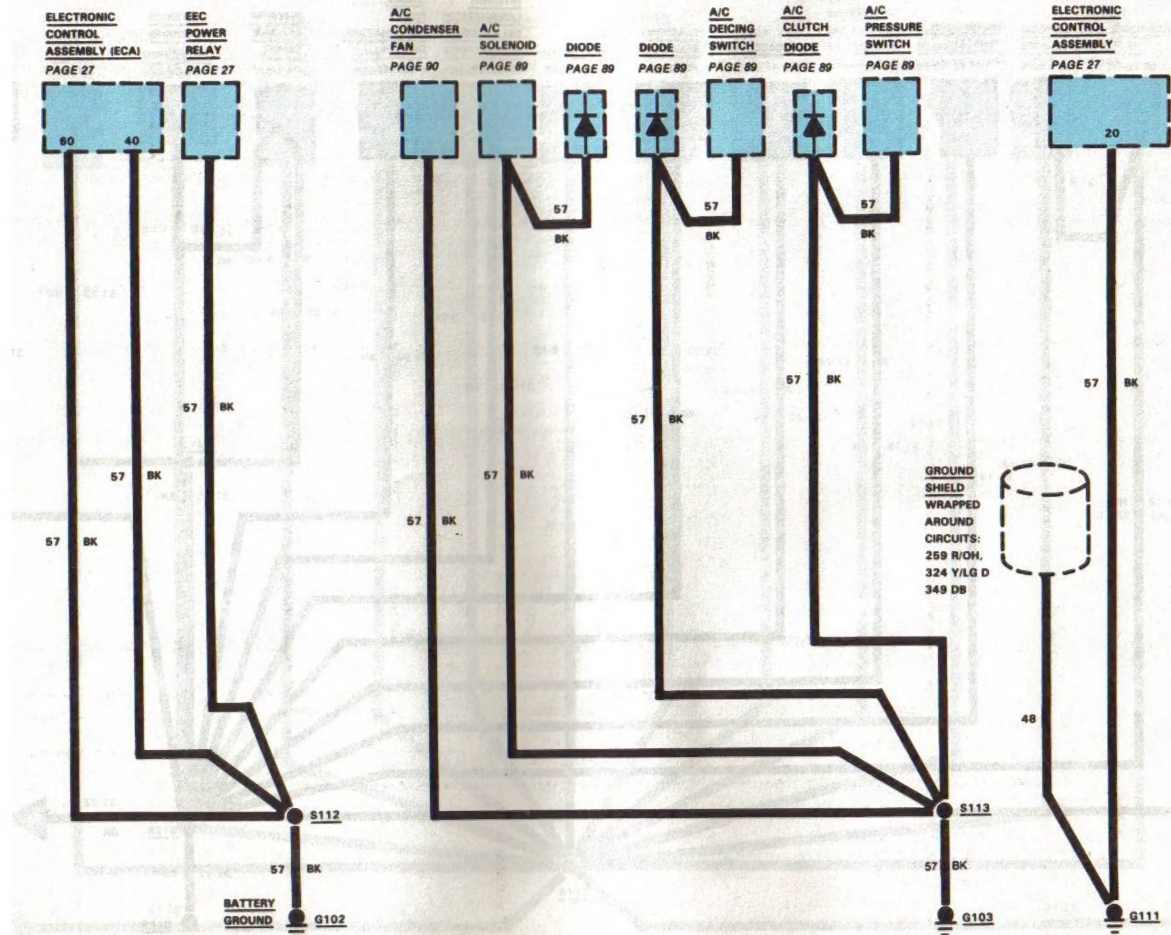 ELECTRONIC
CONTROL
ASSEMBLY (ECA)
PAGE 27
EEC
POWER
RELAY
PAGE 27
A/C
CONDENSER
FAN
PAGE 90
A/C
SOLENOID
PAGE 89
DIODE
PAGE 89
DIODE
PAGE 89
A/C
DEICING
SWITCH
PAGE 89
A/C
CLUTCH
DIODE
PAGE 89
A/C
PRESSURE
SWITCH
PAGE 89
ELECTRONIC
CONTROL
ASSEMBLY
PAGE 27
60
40
20
57
BK
57
BK
57
BK
57 BK
57 BK
57 BK
57 BK
57 BK
57 BK
57 BK
57 BK
GROUND
SHIELD
WRAPPED
AROUND
CIRCUITS:
259 R/OH,
324 Y/LG D
349 DB
48
S112
S113
57 BK
57 BK
BATTERY
GROUND
G102
G103
G111